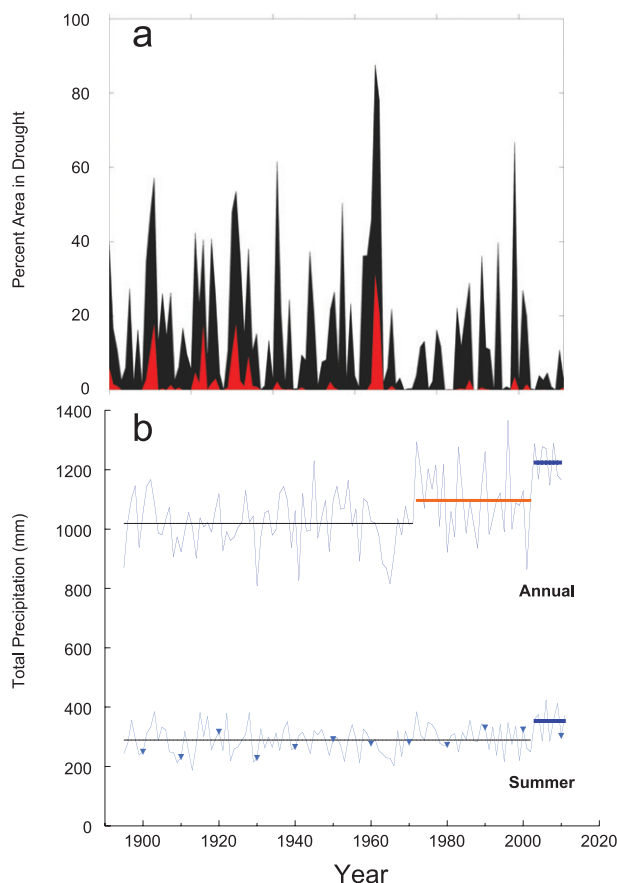 a
100
80
60
40
20
0
Percent Area in Drought
b
1400
1200
1000
800
600
400
200
0
Total Precipitation (mm)
Annual
Summer
1900 1920 1940 1960 1980 2000 2020
Year